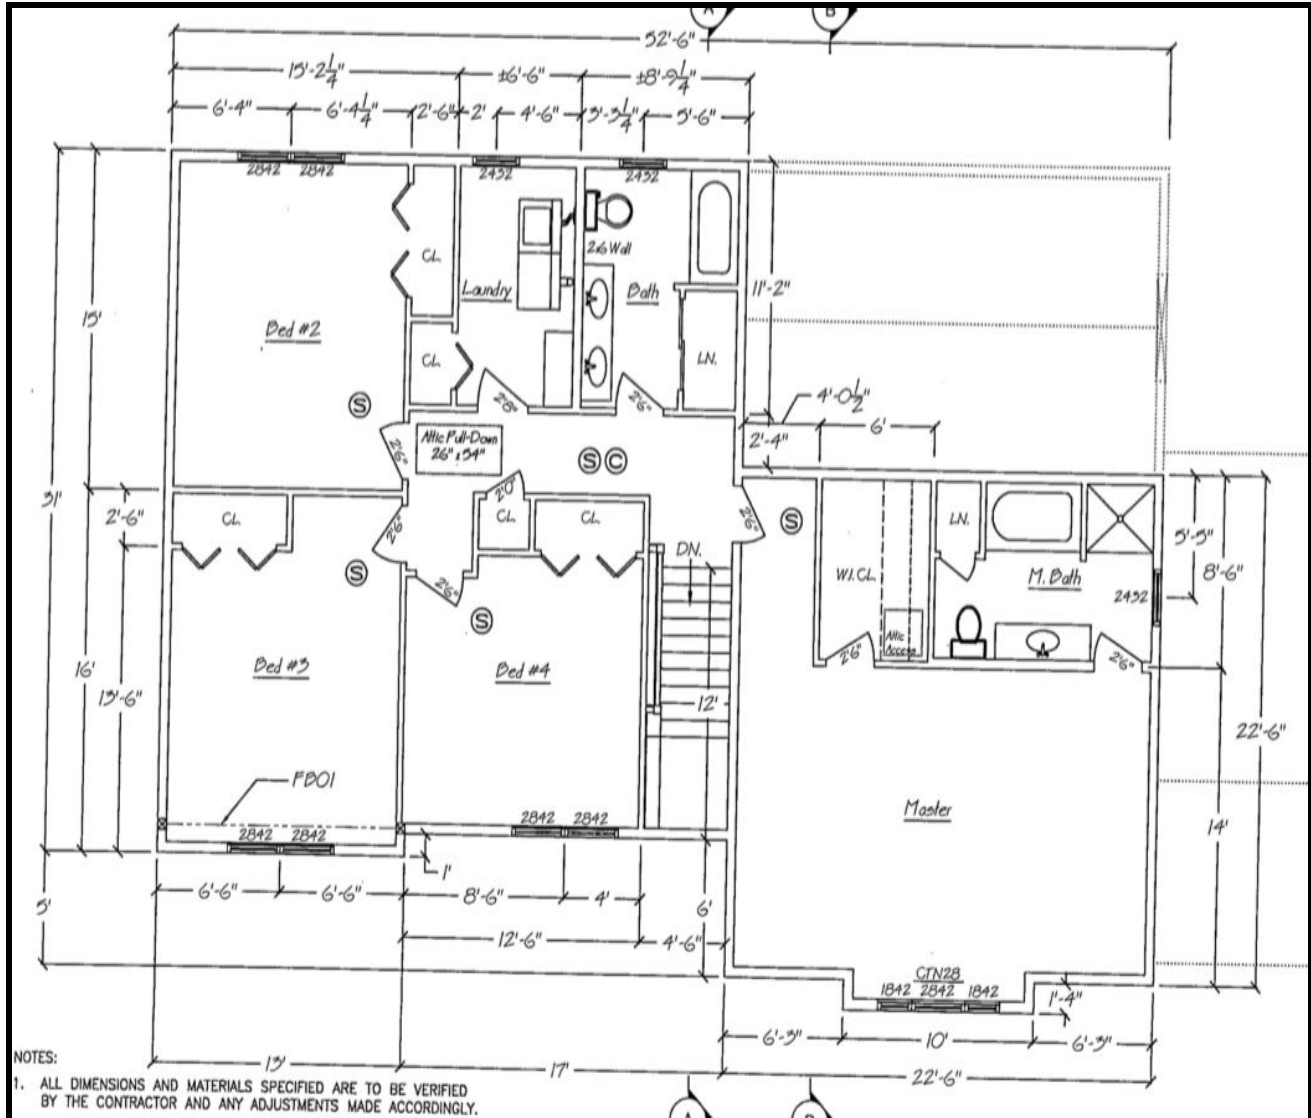 A B
52'-6"
15'-2 1/4" ±6'-6" ±8'-9 1/4"
6'-4" 6'-4 1/4" 2'-6" 2' 4'-6" 3'-3 1/4" 5'-6"
2842 2842 2432 2432
CL.
2x6 Wall
Laundry
Bath
11'-2"
15'
Bed #2
CL.
LN.
4'-0 1/2"
2'8" 2'6"
S
6'
2'-4"
Attic Pull-Down
26" x 54"
2'6"
S C
31'
2'-6"
2'0"
CL.
CL.
CL.
2'6"
2'6"
S
LN.
5'-5"
DN.
8'-6"
S
2'6"
W.I.CL.
M. Bath
2432
S
Attic
Access
2'6"
2'6"
16'
Bed #3
Bed #4
13'-6"
12'
22'-6"
FB01
Master
2842 2842
2842 2842
14'
1'
6'-6" 6'-6" 8'-6" 4'
5'
6'
12'-6" 4'-6"
CTN28
1842 2842 1842
1'-4"
6'-3" 10' 6'-3"
13' 17' 22'-6"
NOTES:
1. ALL DIMENSIONS AND MATERIALS SPECIFIED ARE TO BE VERIFIED
BY THE CONTRACTOR AND ANY ADJUSTMENTS MADE ACCORDINGLY.
A